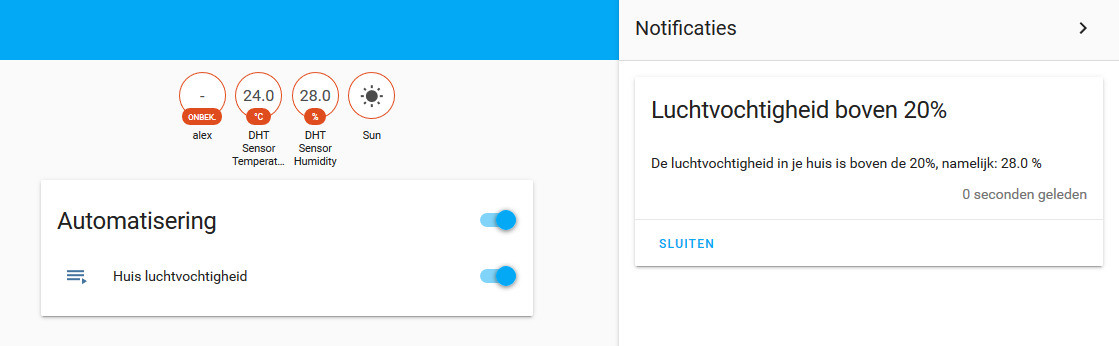 Notificaties
-
24.0
28.0
ONBEK.
°C
%
alex
DHT
Sensor
Temperat...
DHT
Sensor
Humidity
Sun
Automatisering
Huis luchtvochtigheid
Luchtvochtigheid boven 20%
De luchtvochtigheid in je huis is boven de 20%, namelijk: 28.0 %
0 seconden geleden
SLUITEN